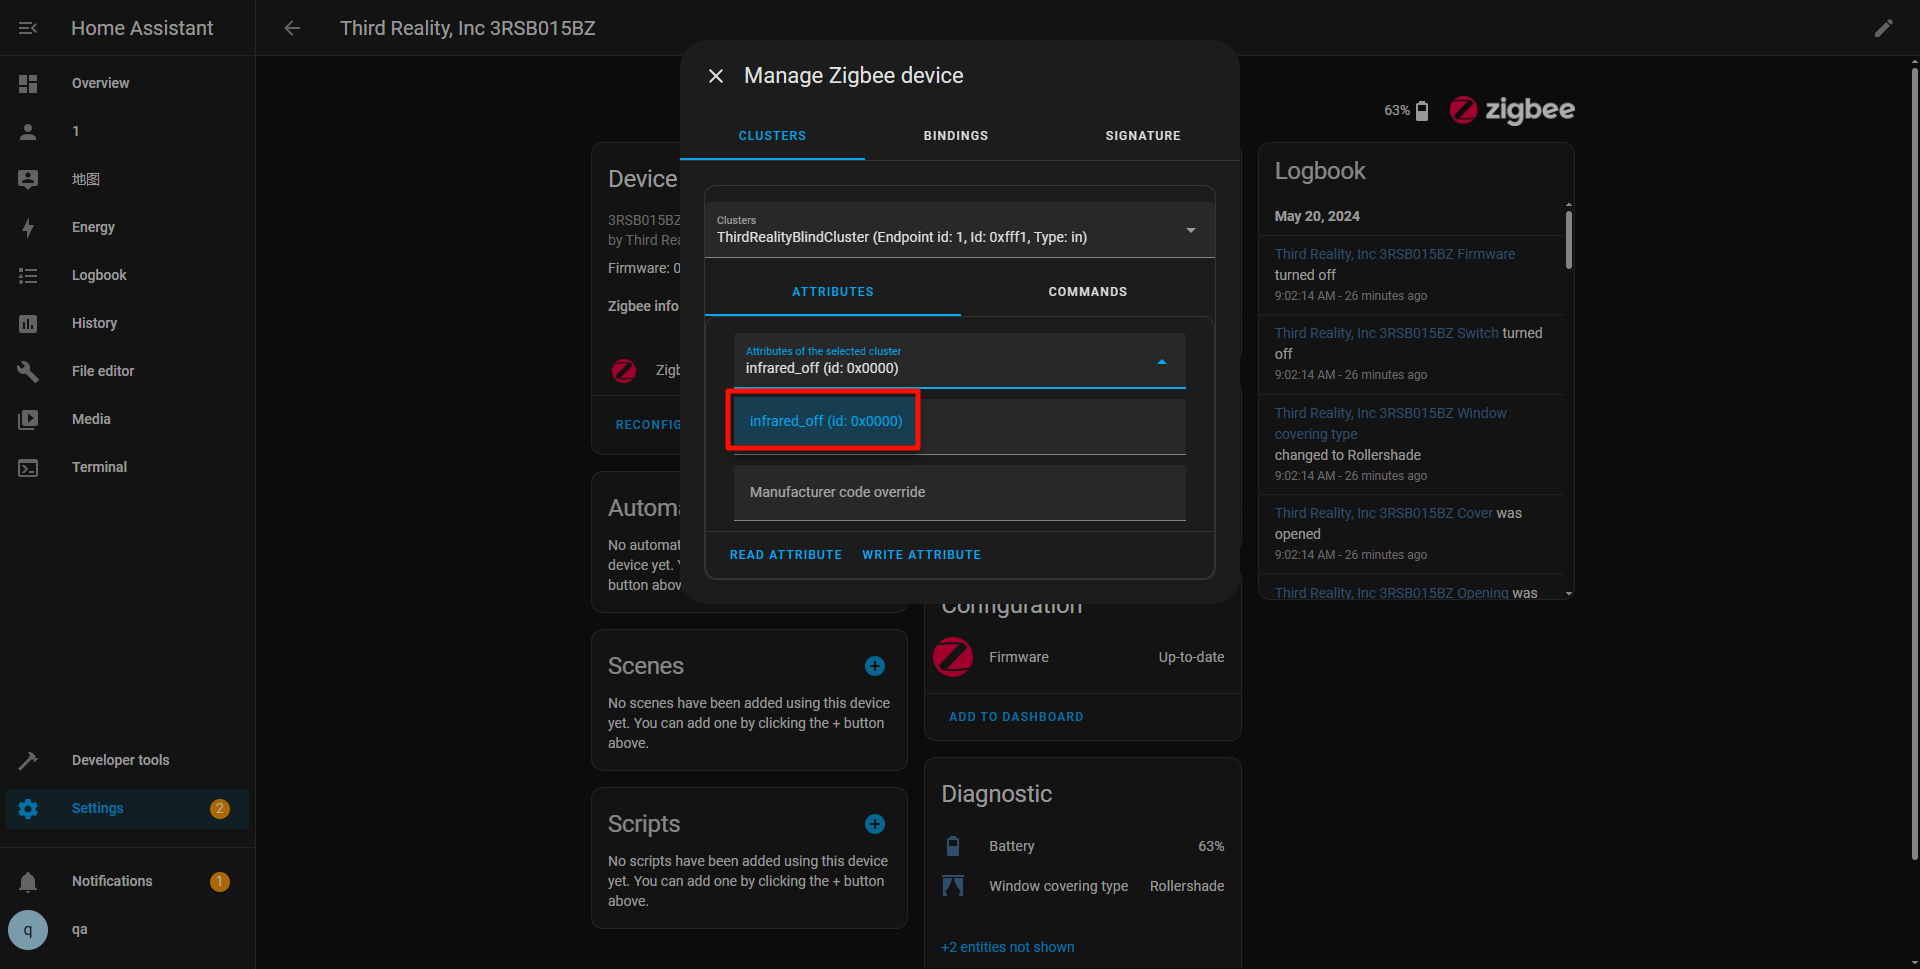 Home Assistant
Third Reality, Inc 3RSB015BZ
Overview
1
地图
Energy
Logbook
History
File editor
Media
Terminal
Developer tools
Settings
2
Notifications
1
q
qa
Manage Zigbee device
CLUSTERS
BINDINGS
SIGNATURE
Clusters
ThirdRealityBlindCluster (Endpoint id: 1, Id: 0xfff1, Type: in)
ATTRIBUTES
COMMANDS
Attributes of the selected cluster
infrared_off (id: 0x0000)
infrared_off (id: 0x0000)
Manufacturer code override
READ ATTRIBUTE
WRITE ATTRIBUTE
Device
3RSB015BZ
by Third Rea
Firmware: 0
Zigbee info
Zigb
RECONFIG
Automa
No automat
device yet.
button abov
Scenes
No scenes have been added using this device
yet. You can add one by clicking the + button
above.
Scripts
No scripts have been added using this device
yet. You can add one by clicking the + button
above.
Configuration
Firmware
Up-to-date
ADD TO DASHBOARD
Diagnostic
Battery
63%
Window covering type
Rollershade
+2 entities not shown
63%
zigbee
Logbook
May 20, 2024
Third Reality, Inc 3RSB015BZ Firmware
turned off
9:02:14 AM - 26 minutes ago
Third Reality, Inc 3RSB015BZ Switch turned
off
9:02:14 AM - 26 minutes ago
Third Reality, Inc 3RSB015BZ Window
covering type
changed to Rollershade
9:02:14 AM - 26 minutes ago
Third Reality, Inc 3RSB015BZ Cover was
opened
9:02:14 AM - 26 minutes ago
Third Reality, Inc 3RSB015BZ Opening was